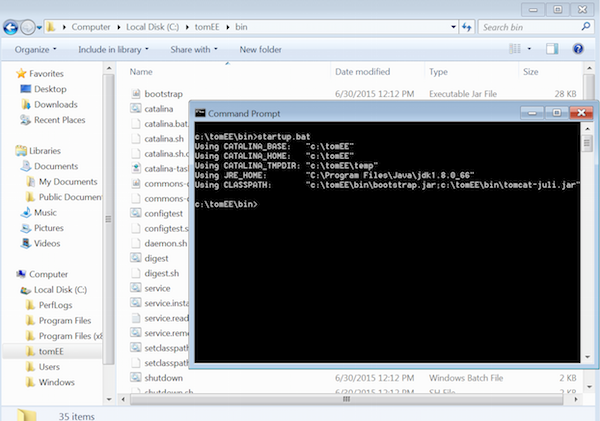 Computer ▸ Local Disk (C:) ▸ tomEE ▸ bin
Search bin
Organize Include in library Share with New folder
Favorites
Desktop
Downloads
Recent Places
Libraries
Documents
My Documents
Public Documen
Music
Pictures
Videos
Computer
Local Disk (C:)
PerfLogs
Program Files
Program Files (x8
tomEE
Users
Windows
Name Date modified Type Size
bootstrap 6/30/2015 12:12 PM Executable Jar File 28 KB
catalina
catalina.bat.
catalina.sh
catalina.sh.o
catalina-task
commons-c
commons-c
configtest
configtest.sh
daemon.sh
digest
digest.sh
service
service.insta
service.read
service.remo
setclasspath
setclasspath
shutdown 6/30/2015 12:12 PM Windows Batch File 2 KB
shutdown.sh 6/30/2015 12:12 PM SH File 2 KB
Command Prompt
c:\tomEE\bin>startup.bat
Using CATALINA_BASE: "c:\tomEE"
Using CATALINA_HOME: "c:\tomEE"
Using CATALINA_TMPDIR: "c:\tomEE\temp"
Using JRE_HOME: "C:\Program Files\Java\jdk1.8.0_66"
Using CLASSPATH: "c:\tomEE\bin\bootstrap.jar;c:\tomEE\bin\tomcat-juli.jar"
c:\tomEE\bin>
35 items